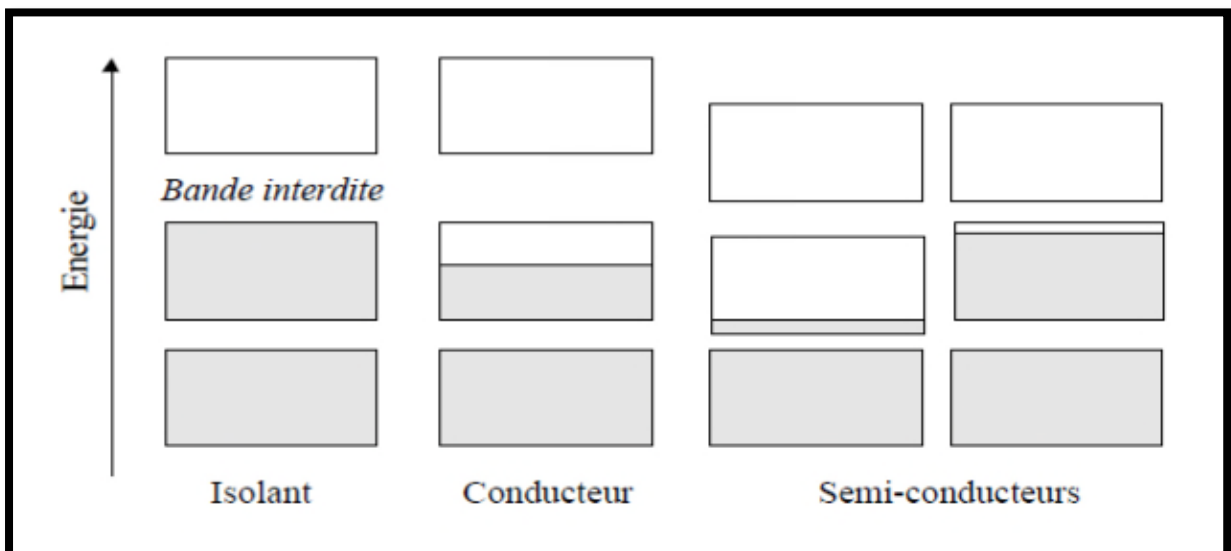 Energie
Bande interdite
Isolant
Conducteur
Semi-conducteurs